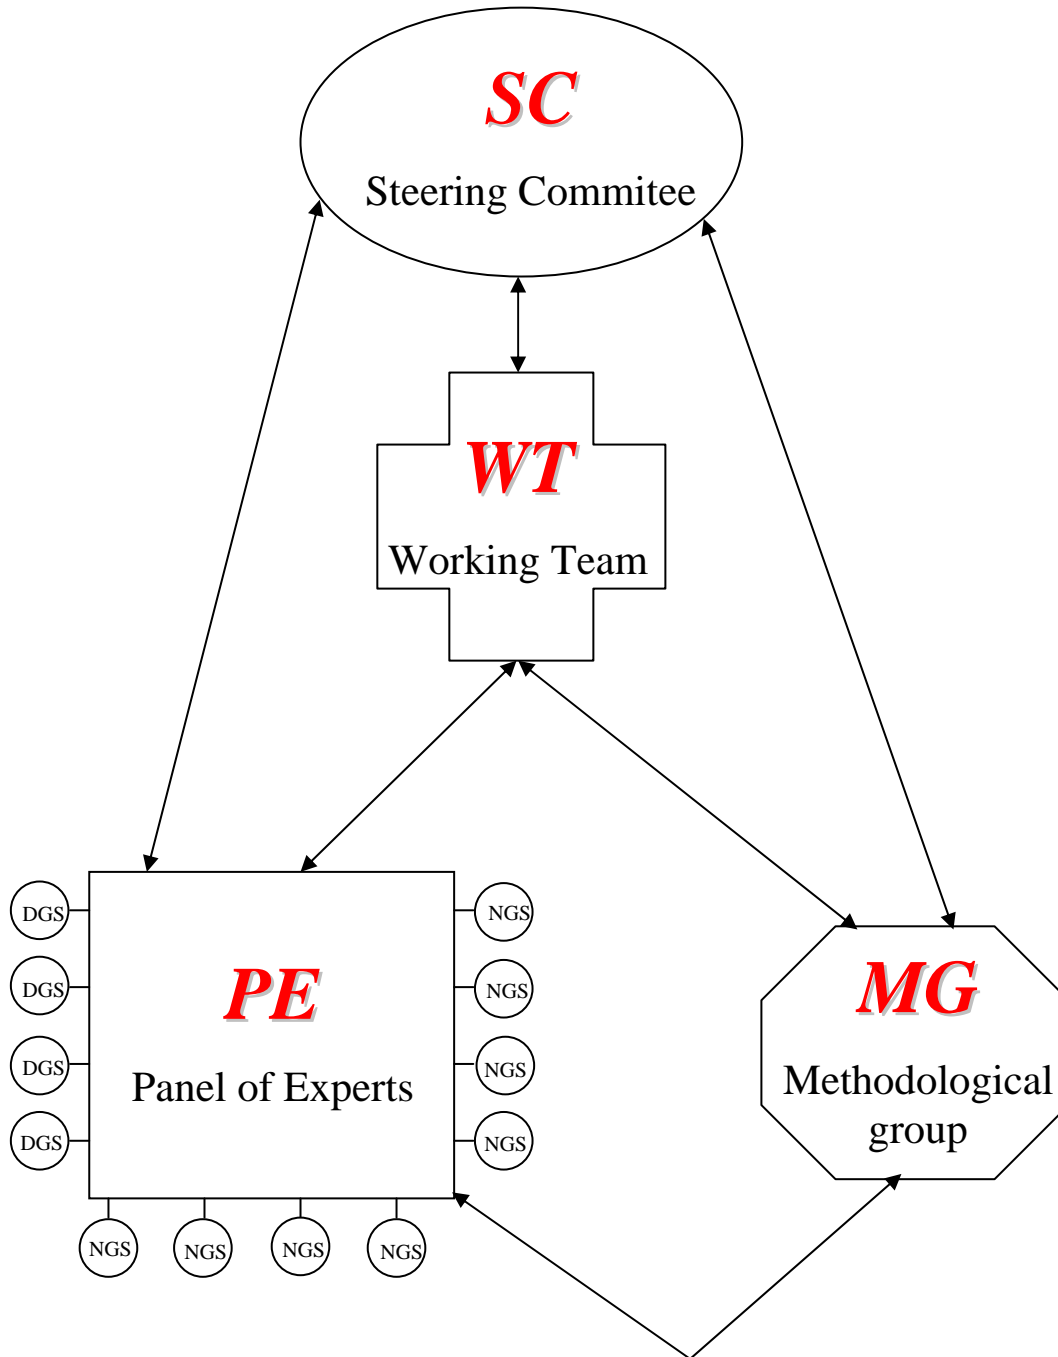 SC
Steering Commitee
WT
Working Team
DGS
NGS
DGS
NGS
PE
MG
DGS
NGS
Panel of Experts
Methodological
group
DGS
NGS
NGS
NGS
NGS
NGS